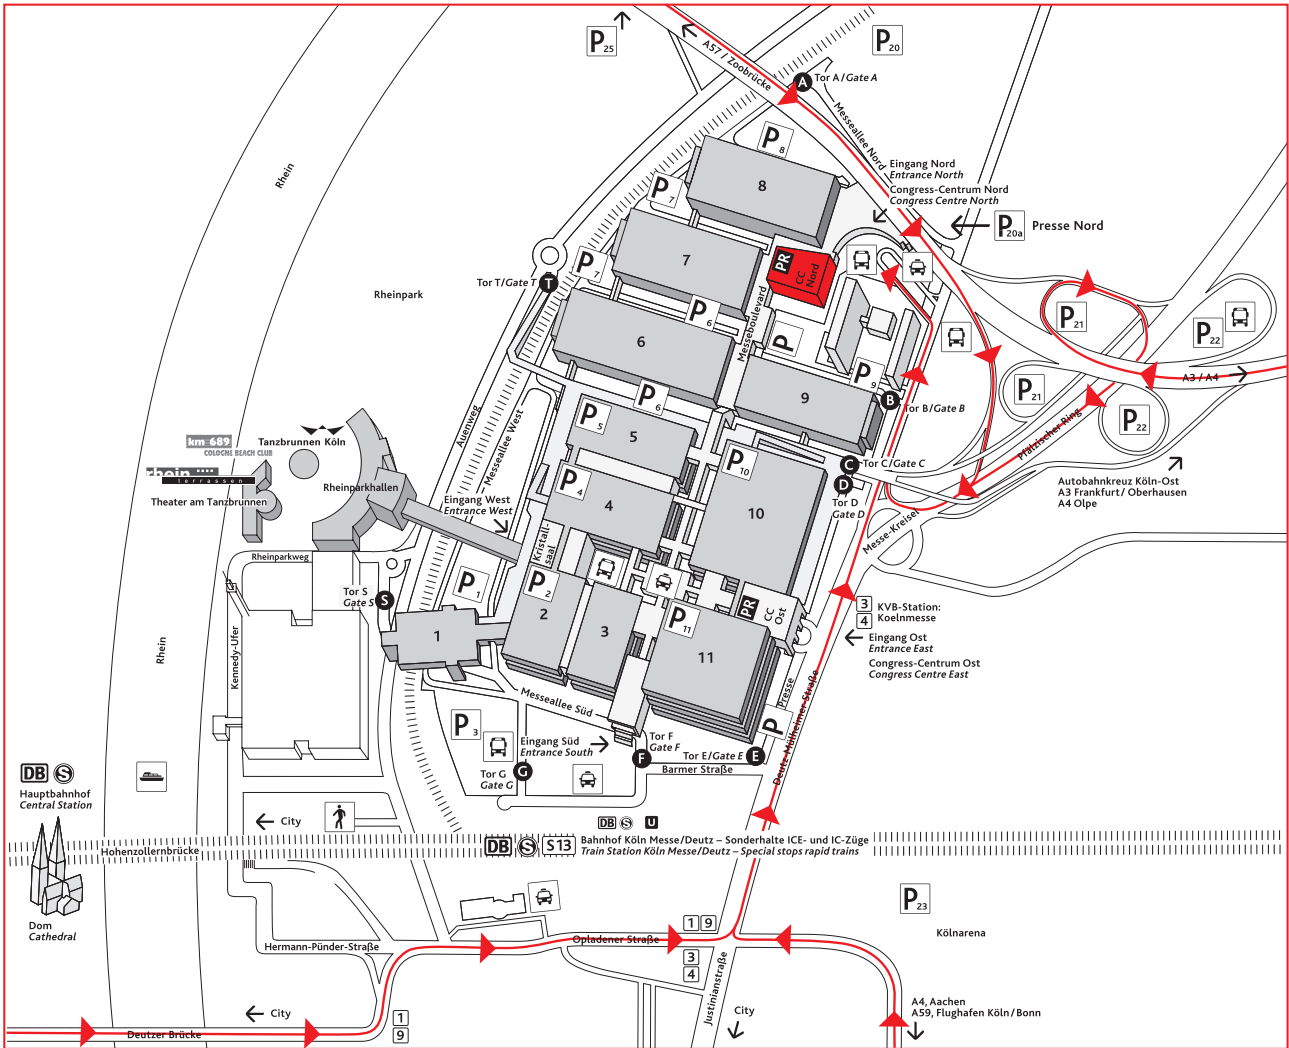 P25
A57 / Zoobrücke
P20
A
Tor A / Gate A
Messeallee Nord
P8
8
Eingang Nord
Entrance North
Congress-Centrum Nord
Congress Centre North
P20a
Presse Nord
P7
7
PR
CC
Nord
P7
Tor T / Gate T
T
Rhein
Rheinpark
P6
6
Messeboulevard
P
P9
9
B
Tor B / Gate B
P21
P22
A3 / A4
P21
P22
Pfälzischer Ring
Autobahnkreuz Köln-Ost
A3 Frankfurt / Oberhausen
A4 Olpe
P6
P5
5
Auenweg
Messeallee West
km 689
COLOGNE BEACH CLUB
Tanzbrunnen Köln
rhein
terrassen
Theater am Tanzbrunnen
Rheinparkhallen
Eingang West
Entrance West
P4
4
P10
10
C
Tor C / Gate C
D
Tor D
Gate D
Messe-Kreisel
Kristall-
saal
Rheinparkweg
Tor S
Gate S
S
P1
1
P2
2
3
P11
11
PR
CC
Ost
3
4
KVB-Station:
Koelnmesse
Eingang Ost
Entrance East
Congress-Centrum Ost
Congress Centre East
Rhein
Kennedy-Ufer
Messeallee Süd
Presse
P
Deutz-Mülheimer Straße
P3
Eingang Süd
Entrance South
Tor F
Gate F
F
Tor E / Gate E
E
Tor G
Gate G
G
Barmer Straße
DB S
Hauptbahnhof
Central Station
City
DB S U
Hohenzollernbrücke
DB S S13
Bahnhof Köln Messe/Deutz – Sonderhalte ICE- und IC-Züge
Train Station Köln Messe/Deutz – Special stops rapid trains
Dom
Cathedral
P23
Kölnarena
1 9
Hermann-Pünder-Straße
Opladener Straße
3
4
Justinianstraße
City
1
9
Deutzer Brücke
City
A4, Aachen
A59, Flughafen Köln / Bonn